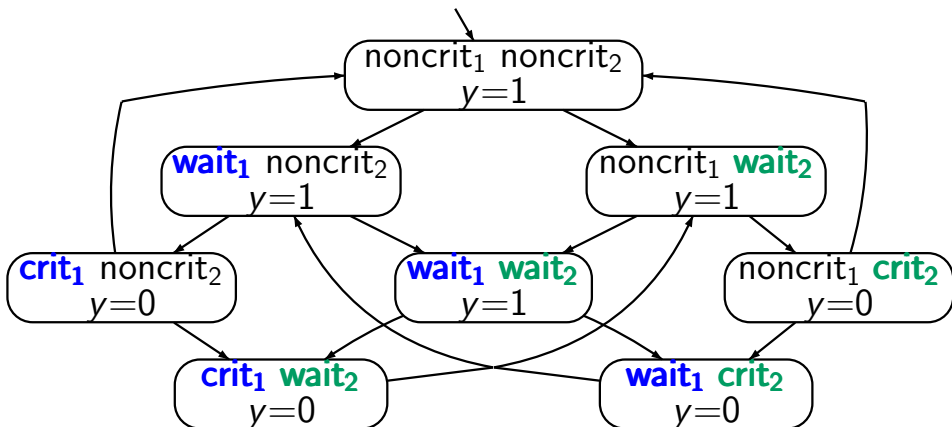 noncrit₁ noncrit₂
y=1
wait₁ noncrit₂
y=1
noncrit₁ wait₂
y=1
crit₁ noncrit₂
y=0
wait₁ wait₂
y=1
noncrit₁ crit₂
y=0
crit₁ wait₂
y=0
wait₁ crit₂
y=0